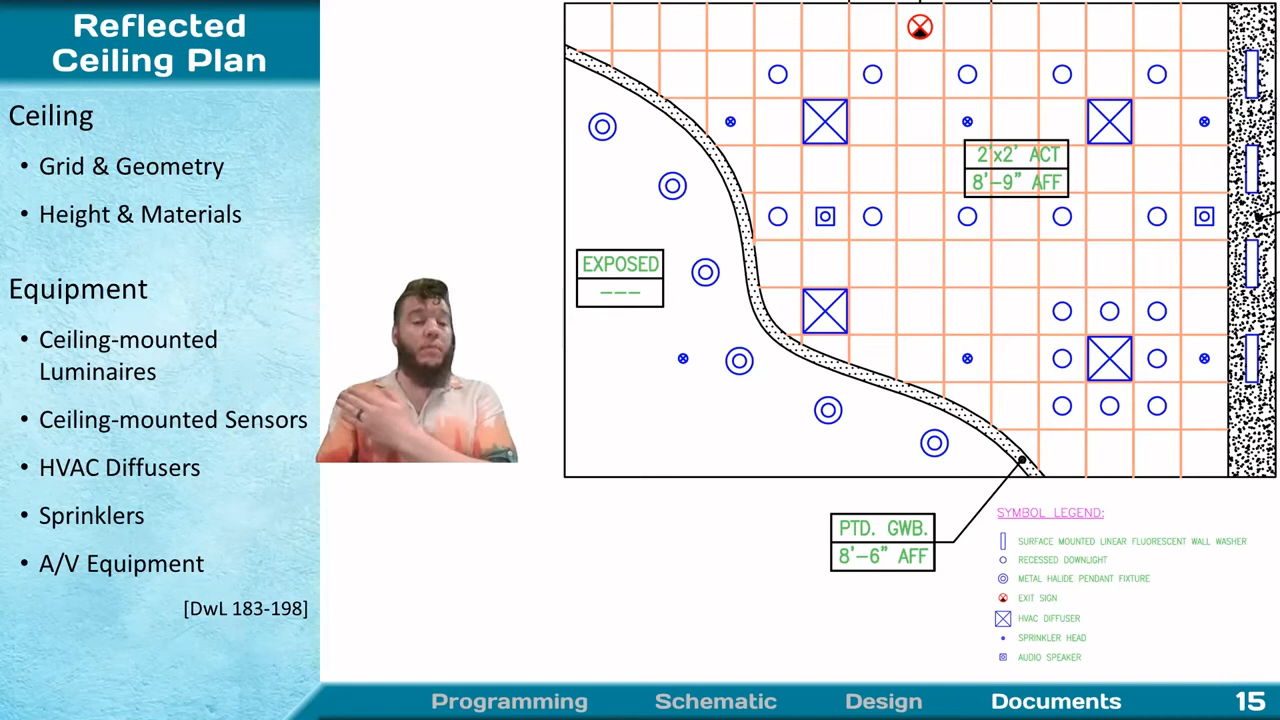 Reflected
Ceiling Plan
Ceiling
• Grid & Geometry
• Height & Materials
Equipment
• Ceiling-mounted
Luminaires
• Ceiling-mounted Sensors
• HVAC Diffusers
• Sprinklers
• A/V Equipment
[DwL 183-198]
2'x2' ACT
8'-9" AFF
EXPOSED
---
PTD. GWB.
8'-6" AFF
SYMBOL LEGEND:
SURFACE MOUNTED LINEAR FLUORESCENT WALL WASHER
RECESSED DOWNLIGHT
METAL HALIDE PENDANT FIXTURE
EXIT SIGN
HVAC DIFFUSER
SPRINKLER HEAD
AUDIO SPEAKER
Programming Schematic Design Documents 15